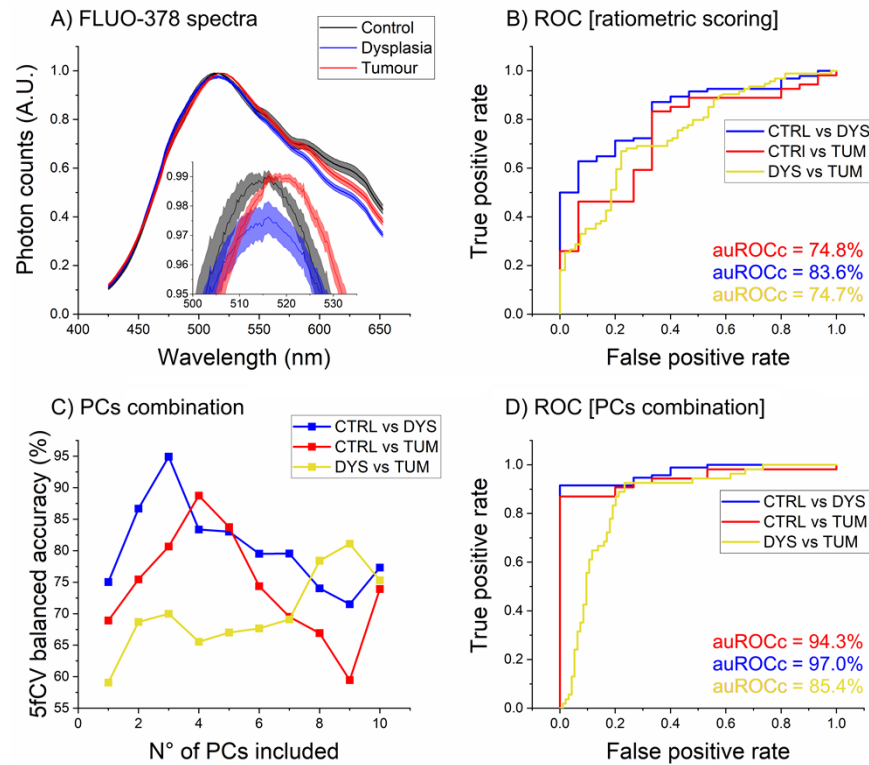 A) FLUO-378 spectra
Control
Dysplasia
Tumour
Photon counts (A.U.)
1.0
0.8
0.6
0.4
0.2
0.0
0.99
0.98
0.97
0.96
0.95
500 510 520 530
400 450 500 550 600 650
Wavelength (nm)
B) ROC [ratiometric scoring]
True positive rate
1.0
0.8
0.6
0.4
0.2
0.0
CTRL vs DYS
CTRl vs TUM
DYS vs TUM
auROCc = 74.8%
auROCc = 83.6%
auROCc = 74.7%
0.0 0.2 0.4 0.6 0.8 1.0
False positive rate
C) PCs combination
CTRL vs DYS
CTRL vs TUM
DYS vs TUM
5fCV balanced accuracy (%)
95
90
85
80
75
70
65
60
55
2 4 6 8 10
N° of PCs included
D) ROC [PCs combination]
True positive rate
1.0
0.8
0.6
0.4
0.2
0.0
CTRL vs DYS
CTRL vs TUM
DYS vs TUM
auROCc = 94.3%
auROCc = 97.0%
auROCc = 85.4%
0.0 0.2 0.4 0.6 0.8 1.0
False positive rate